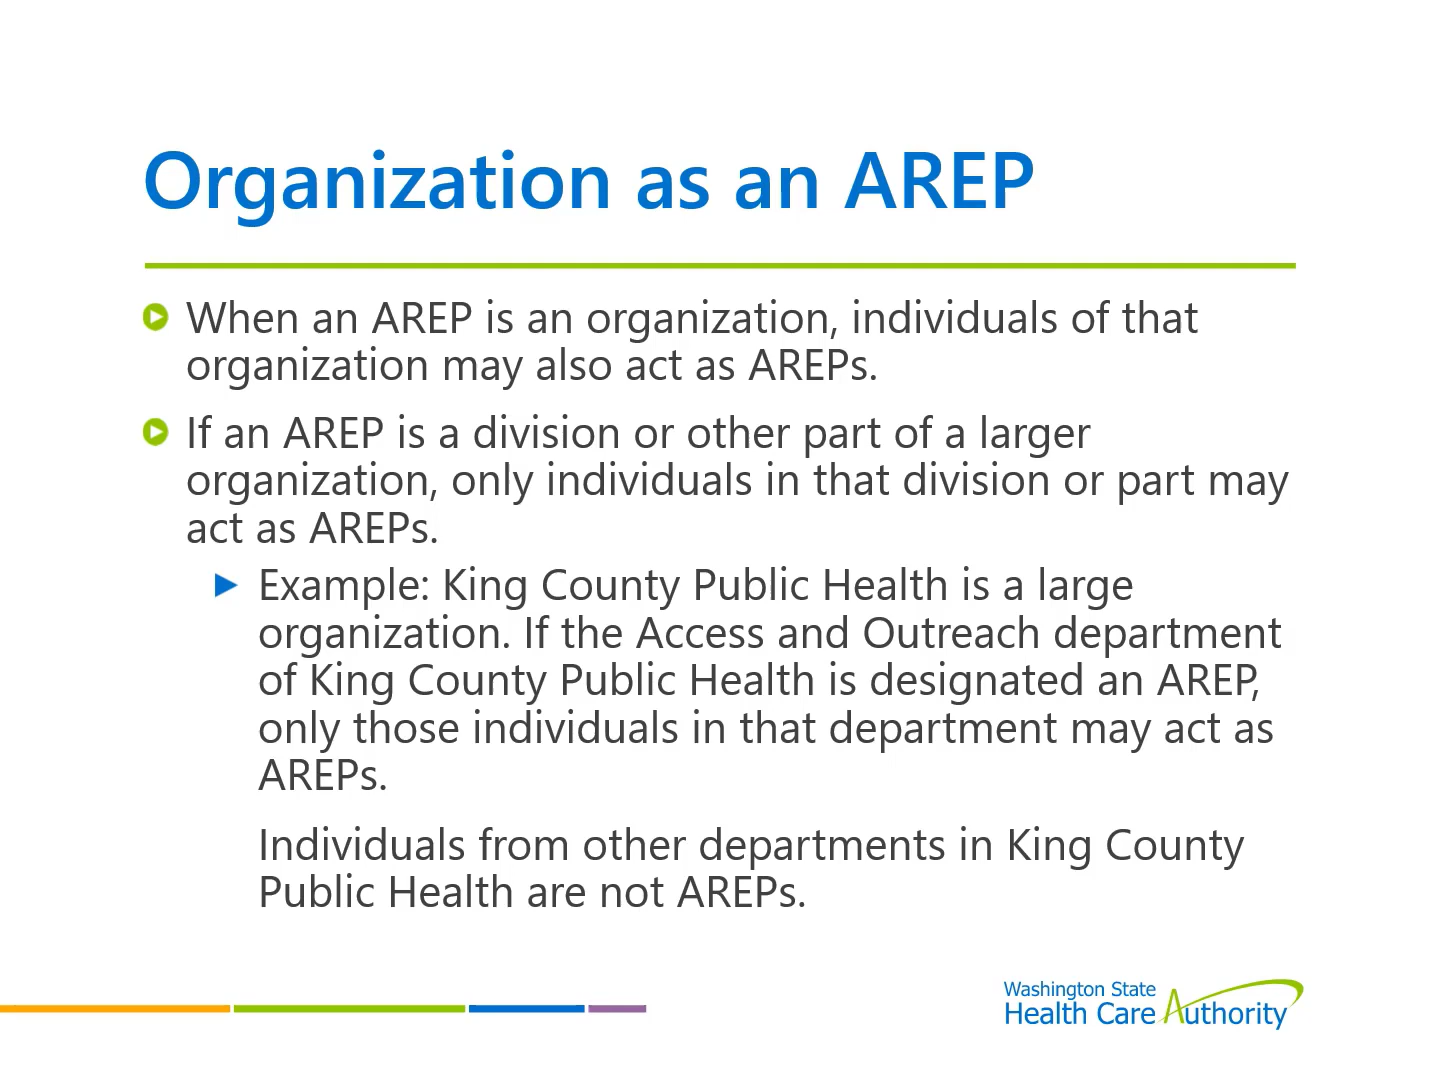 Organization as an AREP
When an AREP is an organization, individuals of that
organization may also act as AREPs.
If an AREP is a division or other part of a larger
organization, only individuals in that division or part may
act as AREPs.
Example: King County Public Health is a large
organization. If the Access and Outreach department
of King County Public Health is designated an AREP,
only those individuals in that department may act as
AREPs.
Individuals from other departments in King County
Public Health are not AREPs.
Washington State
Health Care Authority